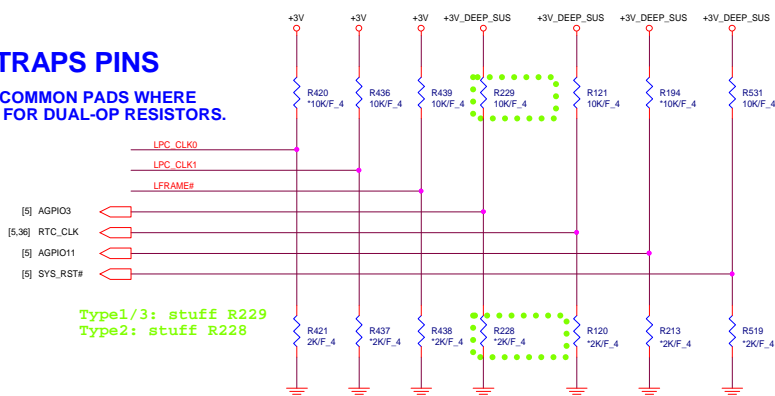 +3V +3V +3V +3V_DEEP_SUS +3V_DEEP_SUS +3V_DEEP_SUS +3V_DEEP_SUS
TRAPS PINS
COMMON PADS WHERE
FOR DUAL-OP RESISTORS.
R420 R436 R439 R229 R121 R194 R531
*10K/F_4 10K/F_4 10K/F_4 10K/F_4 10K/F_4 *10K/F_4 10K/F_4
LPC_CLK0
LPC_CLK1
LFRAME#
[5] AGPIO3
[5,36] RTC_CLK
[5] AGPIO11
[5] SYS_RST#
Type1/3: stuff R229
Type2: stuff R228
R421 R437 R438 R228 R120 R213 R519
2K/F_4 *2K/F_4 *2K/F_4 *2K/F_4 *2K/F_4 *2K/F_4 *2K/F_4